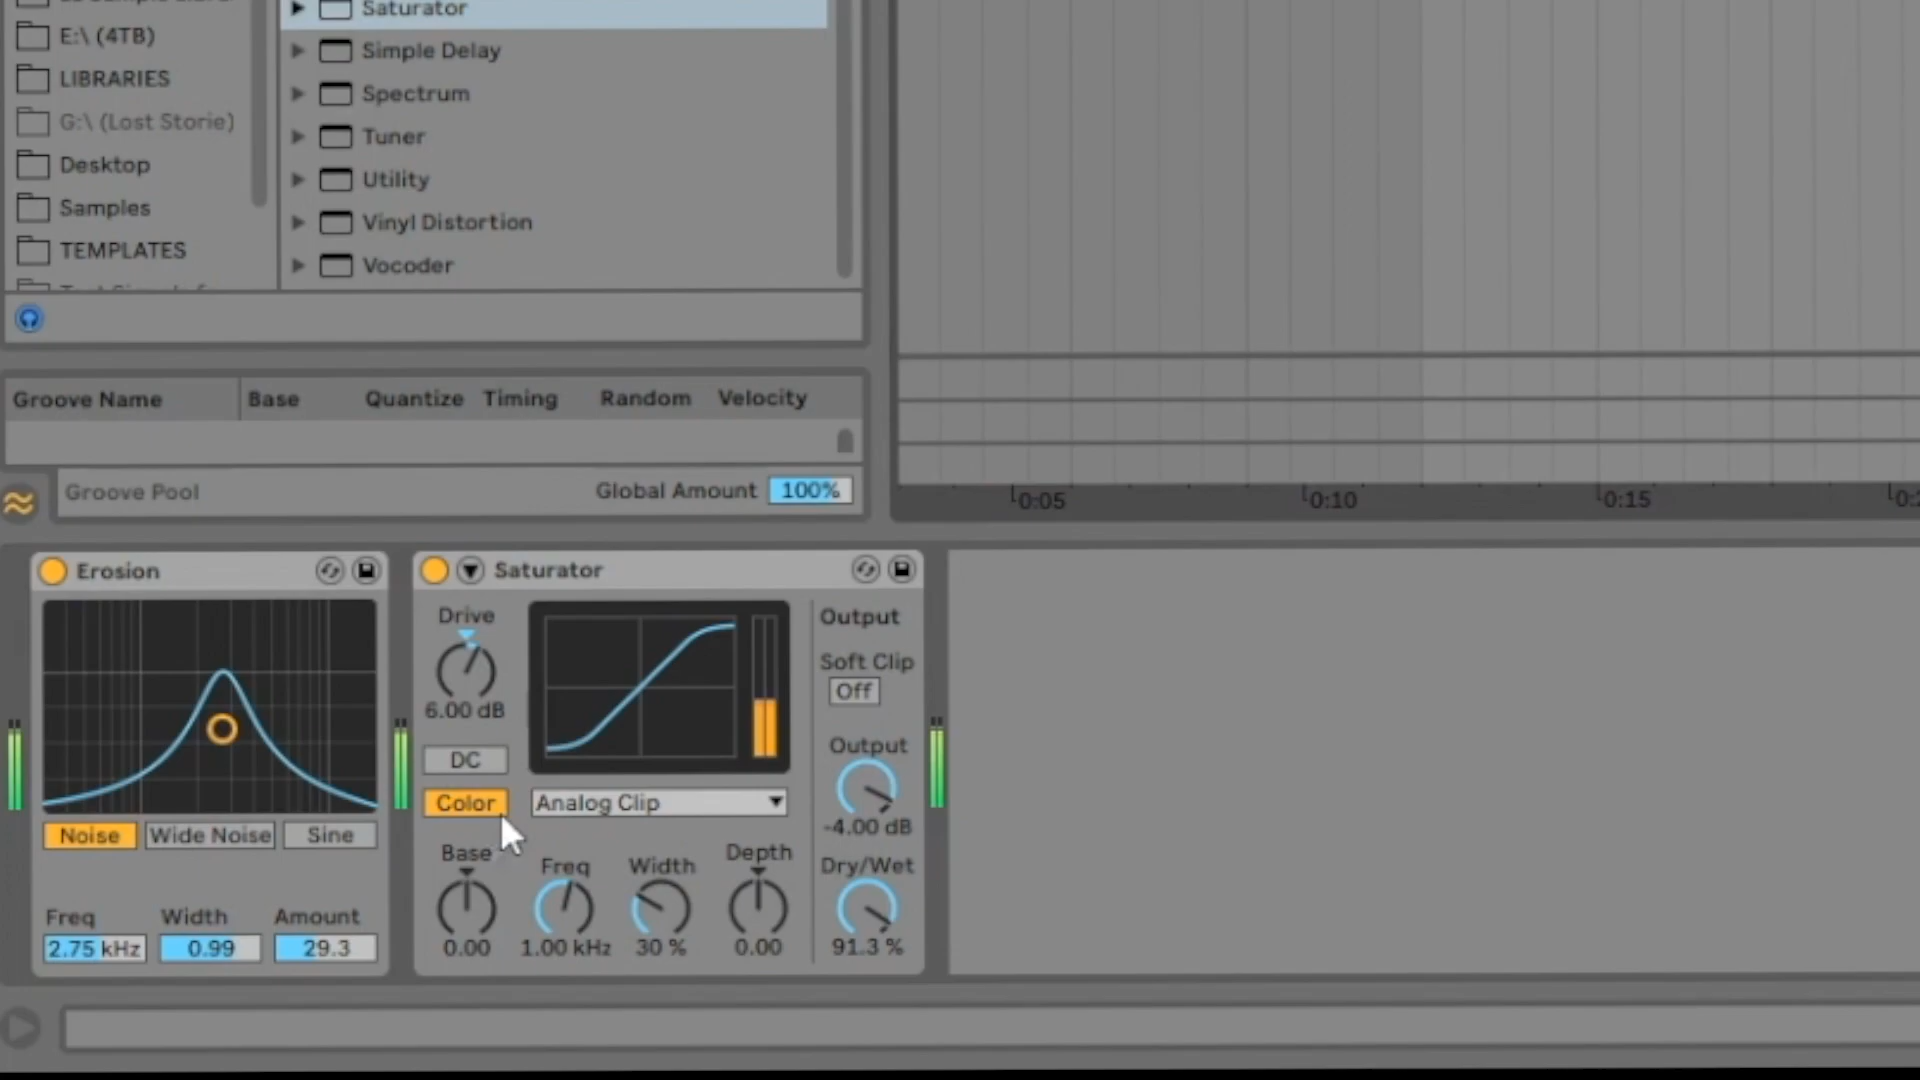 Saturator
E:\ (4TB)
Simple Delay
LIBRARIES
Spectrum
G:\ (Lost Storie)
Tuner
Desktop
Utility
Samples
Vinyl Distortion
TEMPLATES
Vocoder
Groove Name Base Quantize Timing Random Velocity
Groove Pool Global Amount 100%
0:05 0:10 0:15
Erosion
Noise Wide Noise Sine
Freq Width Amount
2.75 kHz 0.99 29.3
Saturator
Drive
6.00 dB
DC
Color Analog Clip
Base Freq Width Depth
0.00 1.00 kHz 30 % 0.00
Output
Soft Clip
Off
Output
-4.00 dB
Dry/Wet
91.3 %